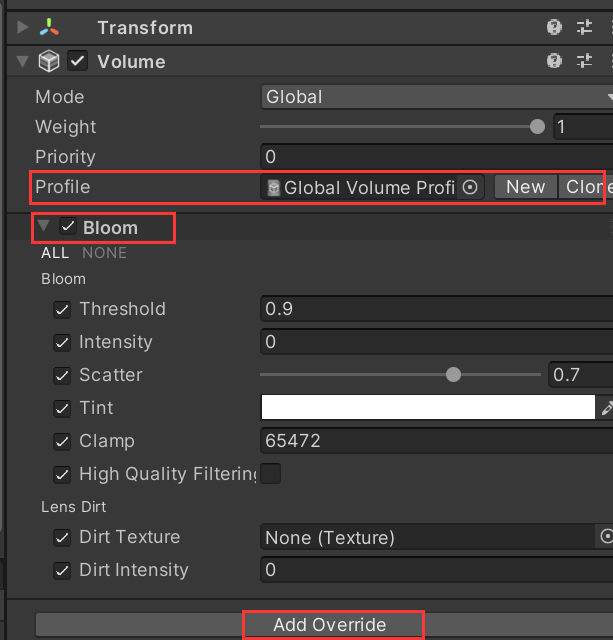 Transform
Volume
Mode Global
Weight 1
Priority 0
Profile Global Volume Profi New Clone
Bloom
ALL NONE
Bloom
Threshold 0.9
Intensity 0
Scatter 0.7
Tint
Clamp 65472
High Quality Filtering
Lens Dirt
Dirt Texture None (Texture)
Dirt Intensity 0
Add Override